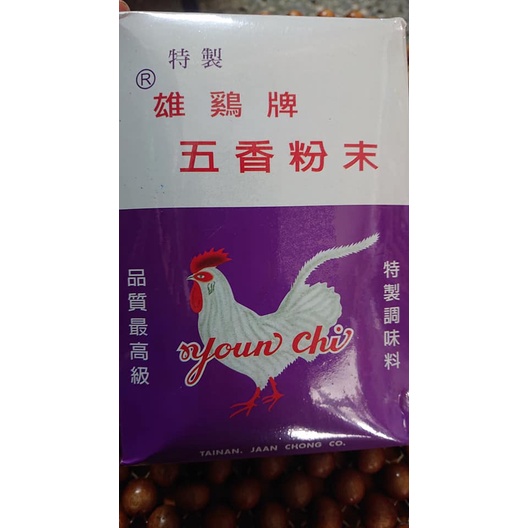 特製
®
雄鷄牌
五香粉末
品質最高級
特製調味料
Youn Chi
TAINAN, JAAN CHONG CO.